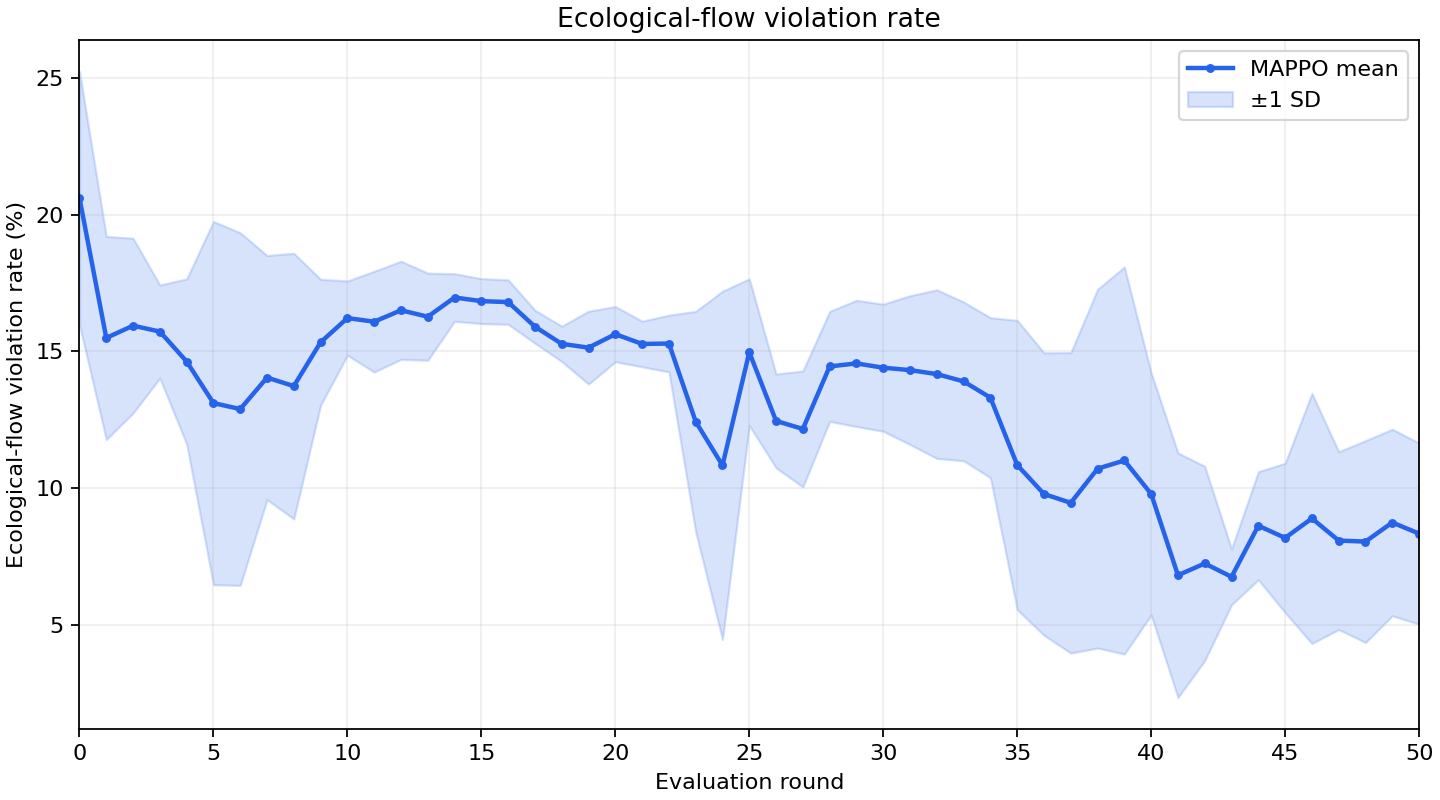 Ecological-flow violation rate
MAPPO mean
±1 SD
Ecological-flow violation rate (%)
25
20
15
10
5
0 5 10 15 20 25 30 35 40 45 50
Evaluation round